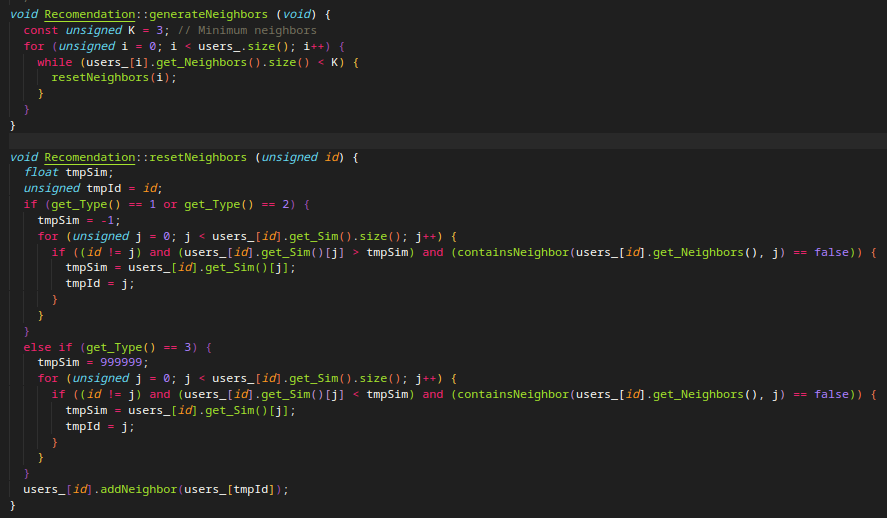 void Recomendation::generateNeighbors (void) {
  const unsigned K = 3; // Minimum neighbors
  for (unsigned i = 0; i < users_.size(); i++) {
    while (users_[i].get_Neighbors().size() < K) {
      resetNeighbors(i);
    }
  }
}

void Recomendation::resetNeighbors (unsigned id) {
  float tmpSim;
  unsigned tmpId = id;
  if (get_Type() == 1 or get_Type() == 2) {
    tmpSim = -1;
    for (unsigned j = 0; j < users_[id].get_Sim().size(); j++) {
      if ((id != j) and (users_[id].get_Sim()[j] > tmpSim) and (containsNeighbor(users_[id].get_Neighbors(), j) == false)) {
        tmpSim = users_[id].get_Sim()[j];
        tmpId = j;
      }
    }
  }
  else if (get_Type() == 3) {
    tmpSim = 999999;
    for (unsigned j = 0; j < users_[id].get_Sim().size(); j++) {
      if ((id != j) and (users_[id].get_Sim()[j] < tmpSim) and (containsNeighbor(users_[id].get_Neighbors(), j) == false)) {
        tmpSim = users_[id].get_Sim()[j];
        tmpId = j;
      }
    }
  }
  users_[id].addNeighbor(users_[tmpId]);
}